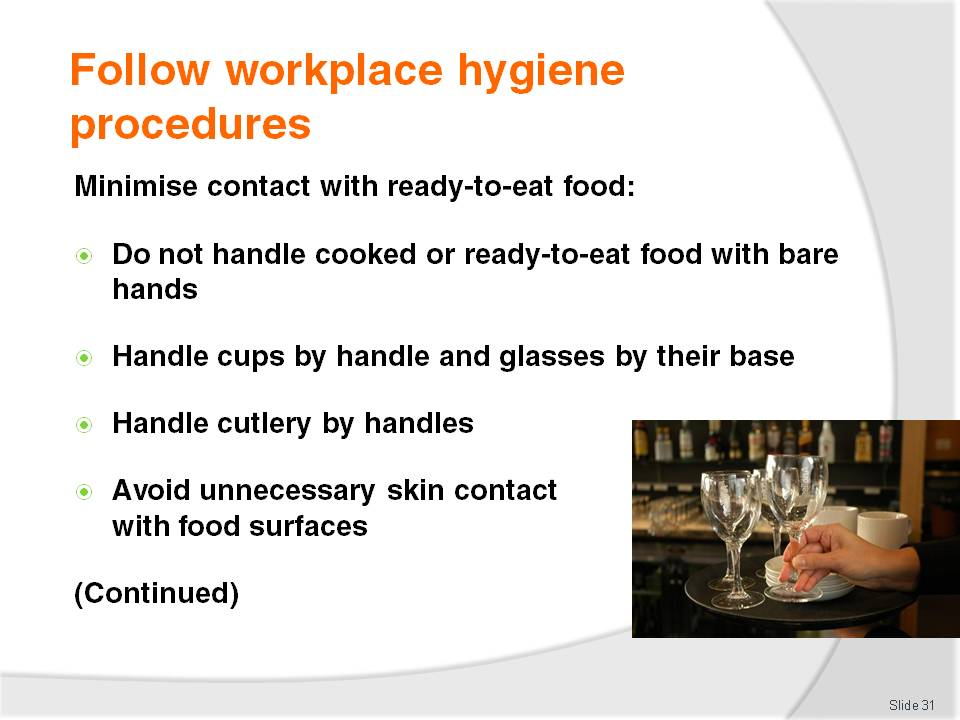 Follow workplace hygiene
procedures
Minimise contact with ready-to-eat food:
Do not handle cooked or ready-to-eat food with bare
hands
Handle cups by handle and glasses by their base
Handle cutlery by handles
Avoid unnecessary skin contact
with food surfaces
(Continued)
Slide 31